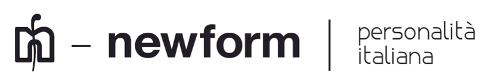 – newform
personalità
italiana